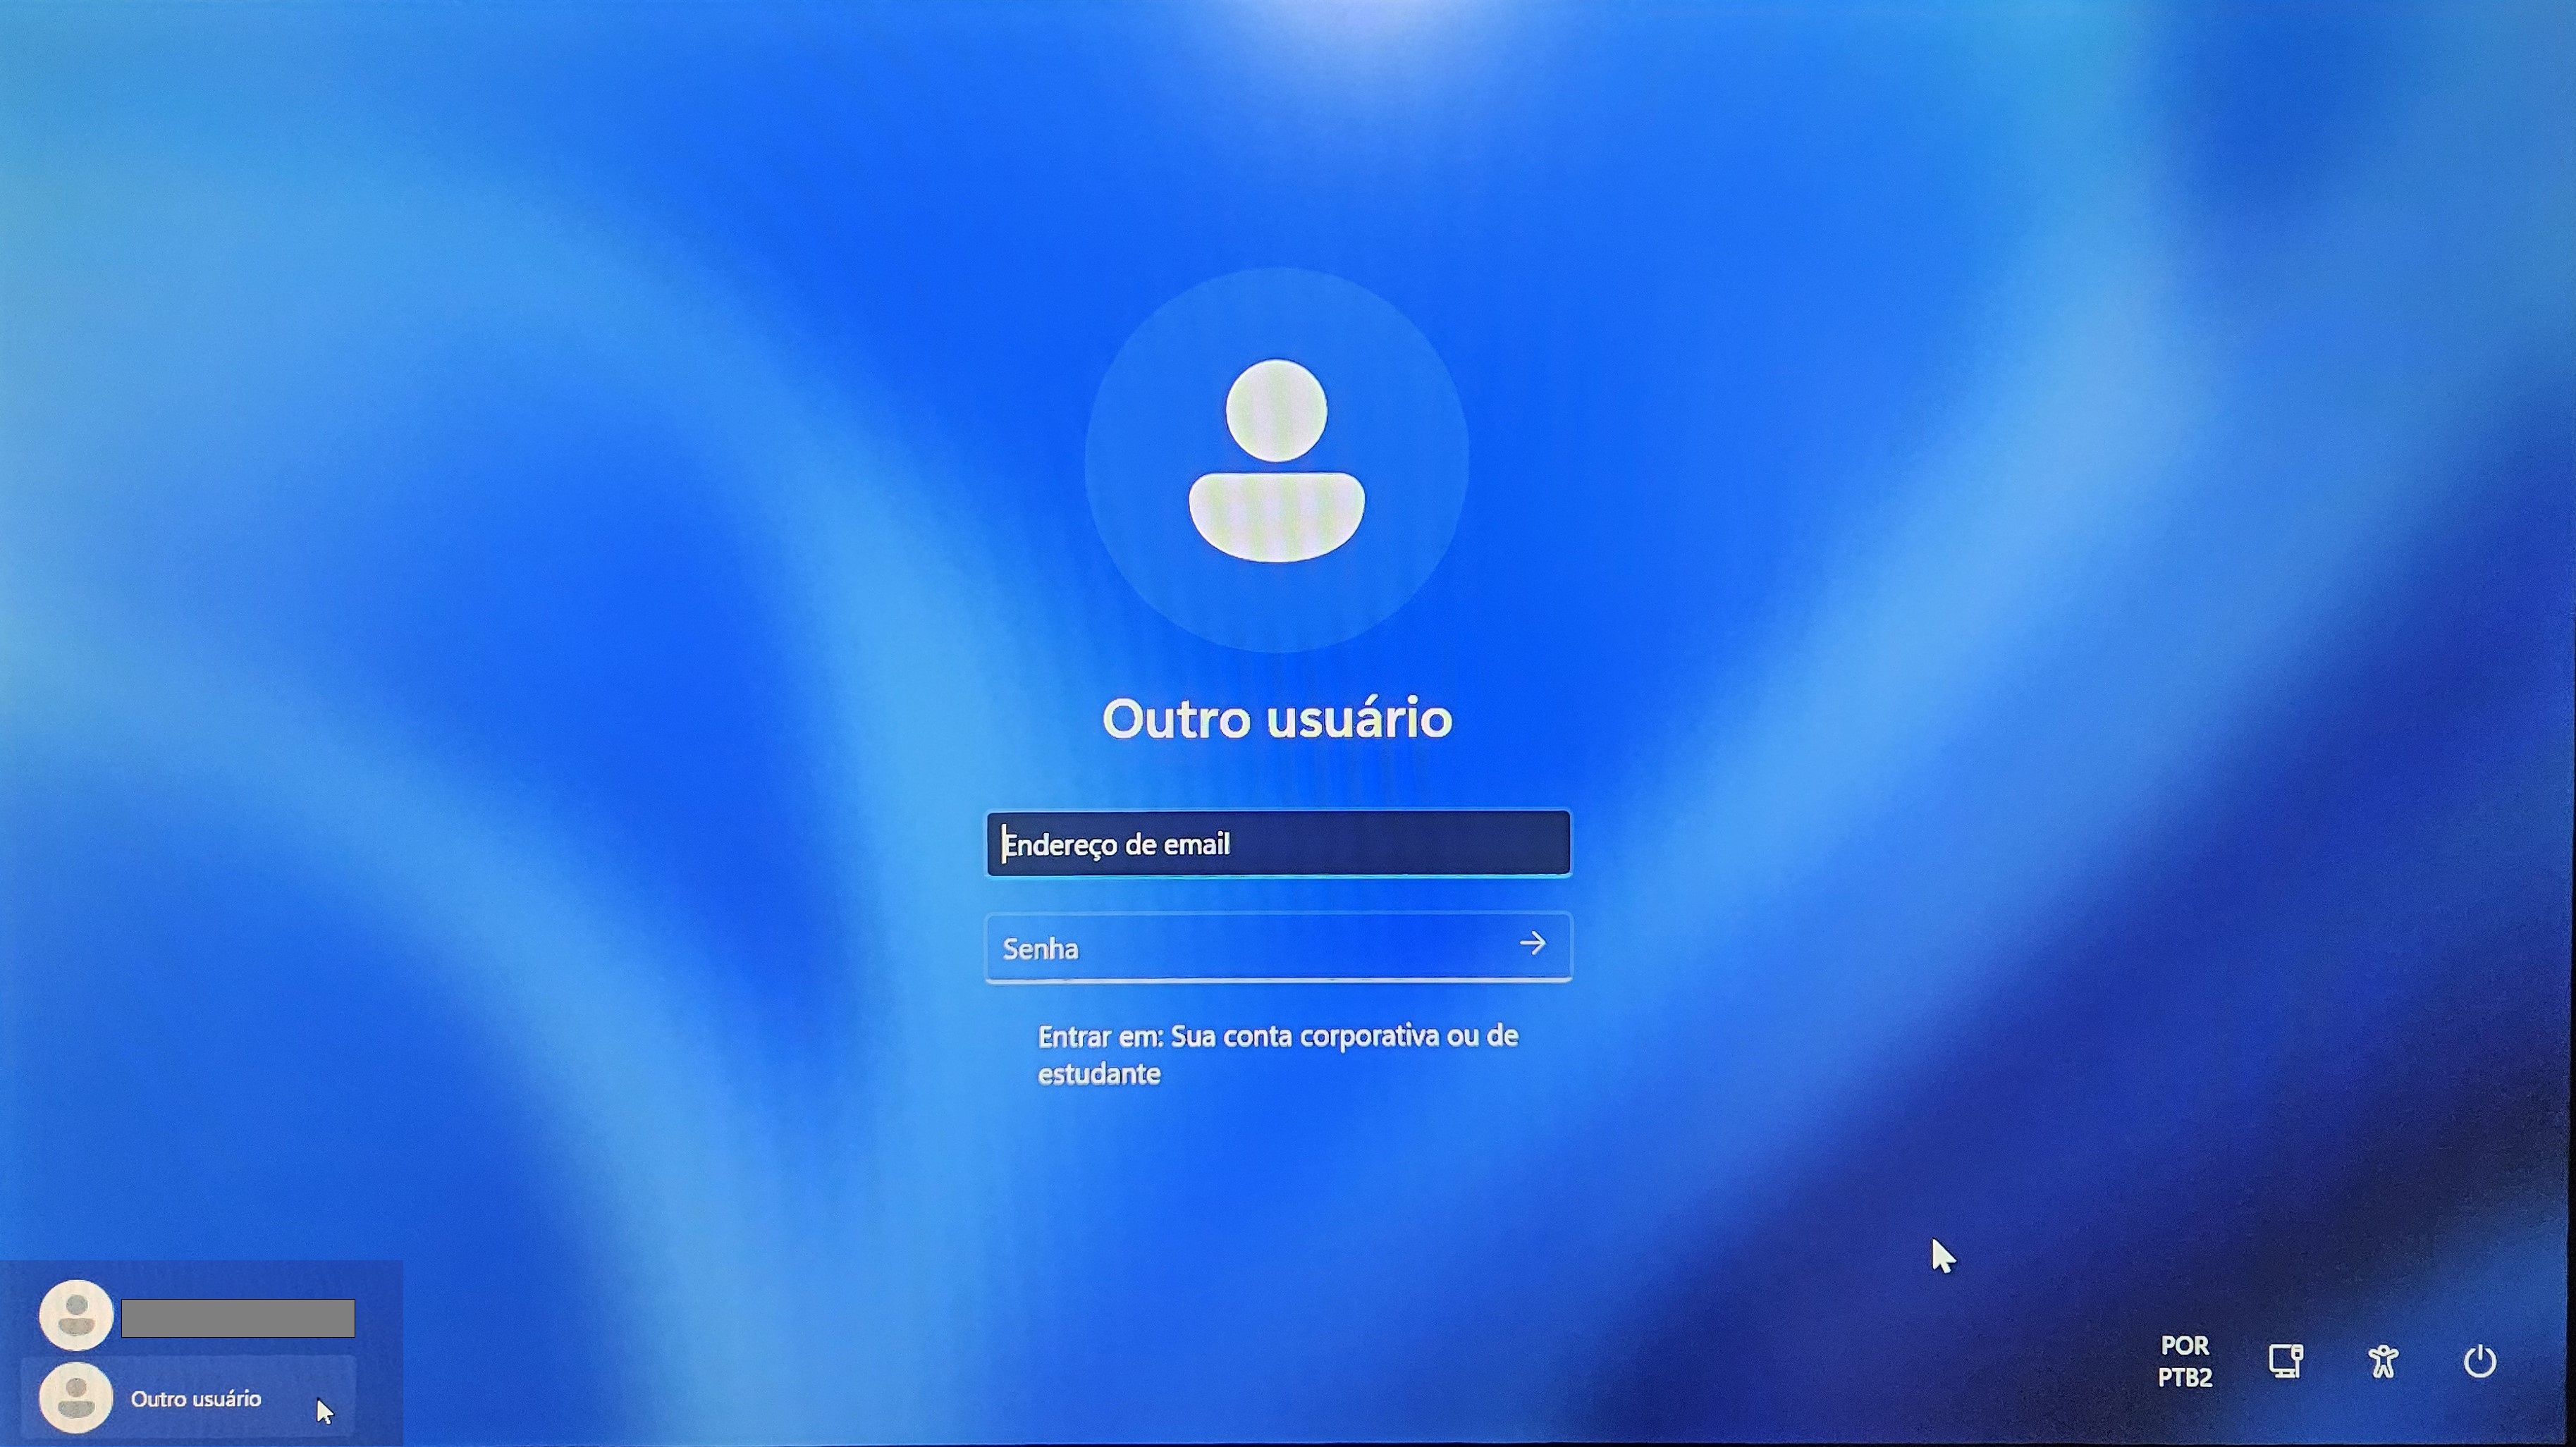 Outro usuário
Endereço de email
Senha
Entrar em: Sua conta corporativa ou de
estudante
Outro usuário
POR
PTB2